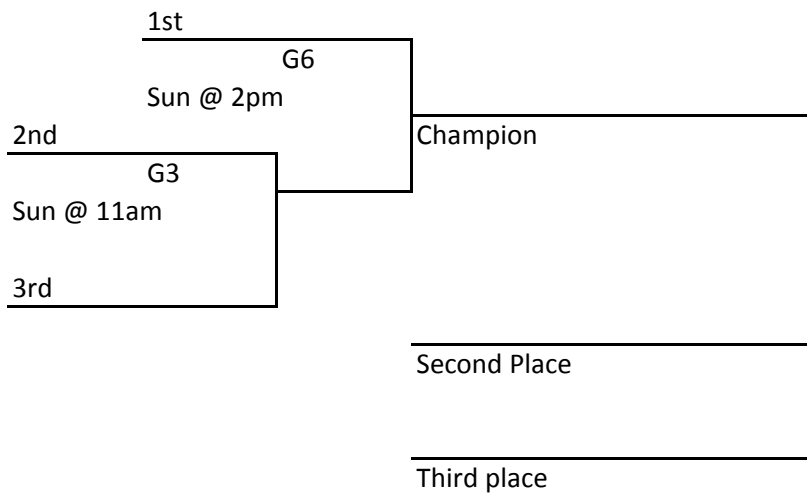 1st
G6
Sun @ 2pm
2nd
Champion
G3
Sun @ 11am
3rd
Second Place
Third place